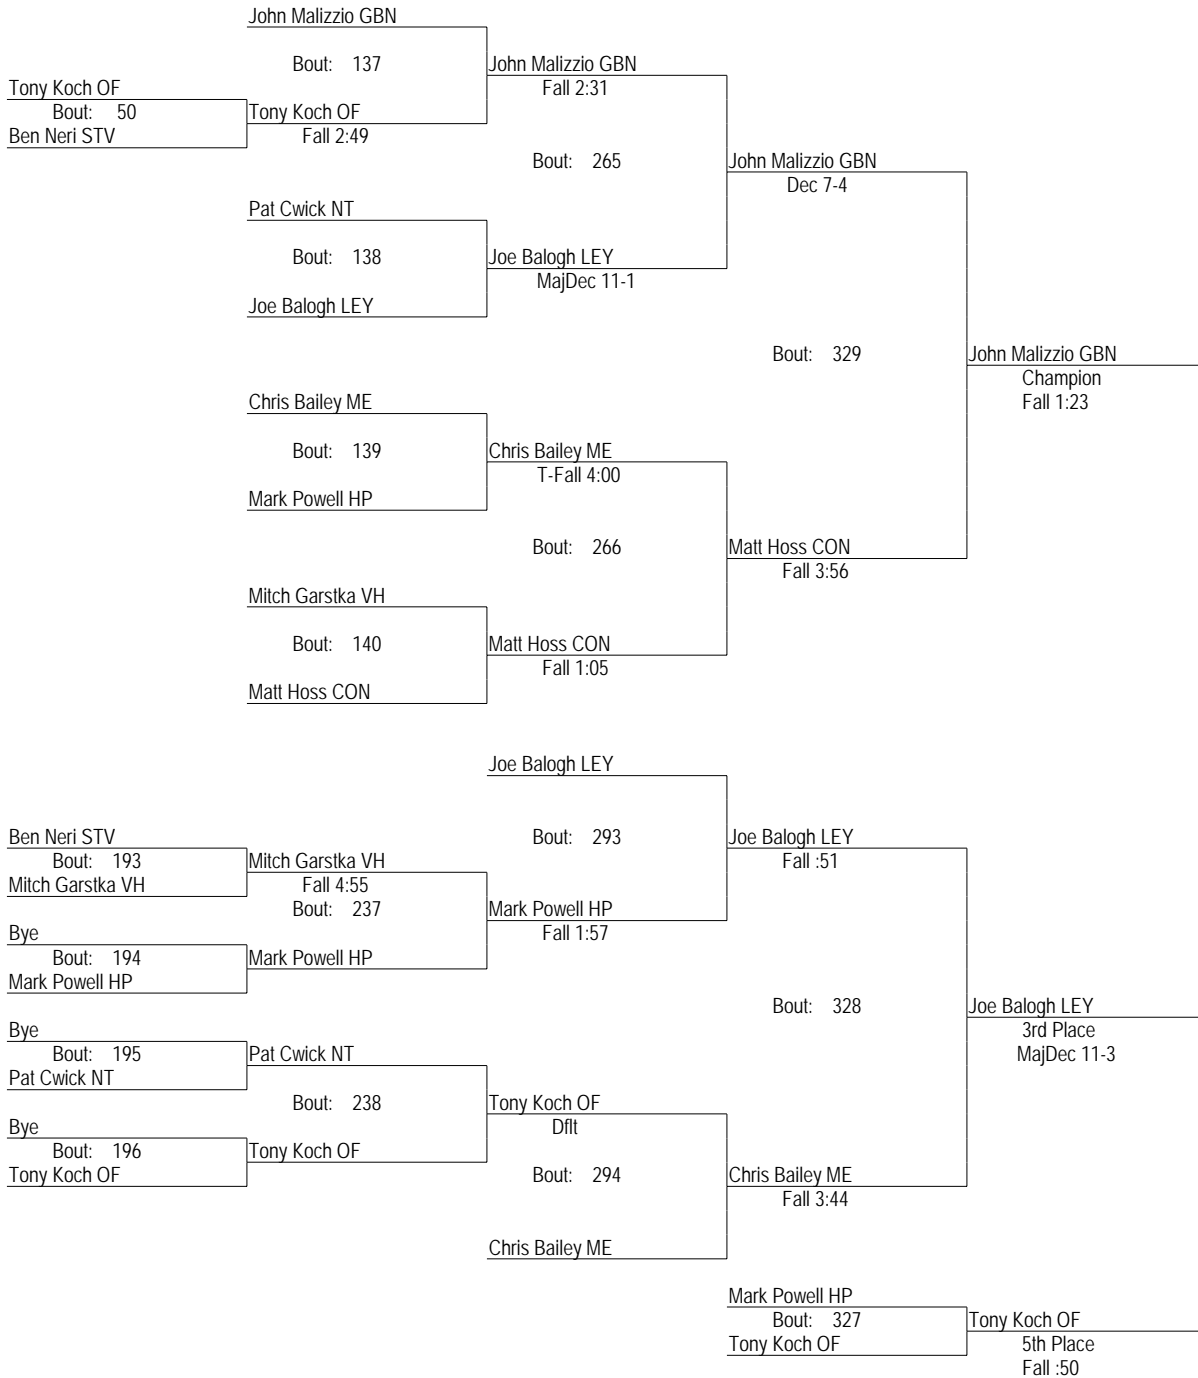 John Malizzio GBN
Bout: 137
John Malizzio GBN
Fall 2:31
Tony Koch OF
Bout: 50
Ben Neri STV
Tony Koch OF
Fall 2:49
Bout: 265
John Malizzio GBN
Dec 7-4
Pat Cwick NT
Bout: 138
Joe Balogh LEY
MajDec 11-1
Joe Balogh LEY
Bout: 329
John Malizzio GBN
Champion
Fall 1:23
Chris Bailey ME
Bout: 139
Chris Bailey ME
T-Fall 4:00
Mark Powell HP
Bout: 266
Matt Hoss CON
Fall 3:56
Mitch Garstka VH
Bout: 140
Matt Hoss CON
Fall 1:05
Matt Hoss CON
Joe Balogh LEY
Bout: 293
Joe Balogh LEY
Fall :51
Ben Neri STV
Bout: 193
Mitch Garstka VH
Mitch Garstka VH
Fall 4:55
Bout: 237
Mark Powell HP
Fall 1:57
Bye
Bout: 194
Mark Powell HP
Mark Powell HP
Bout: 328
Joe Balogh LEY
3rd Place
MajDec 11-3
Bye
Bout: 195
Pat Cwick NT
Pat Cwick NT
Bout: 238
Tony Koch OF
Dflt
Bye
Bout: 196
Tony Koch OF
Tony Koch OF
Bout: 294
Chris Bailey ME
Fall 3:44
Chris Bailey ME
Mark Powell HP
Bout: 327
Tony Koch OF
Tony Koch OF
5th Place
Fall :50